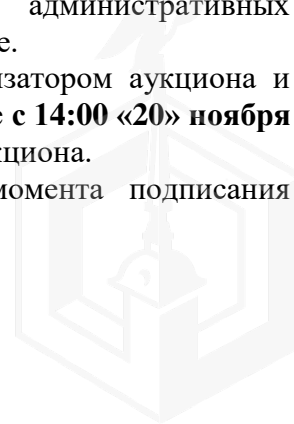 административных
е.
изатором аукциона и
е с 14:00 «20» ноября
кциона.
момента подписания